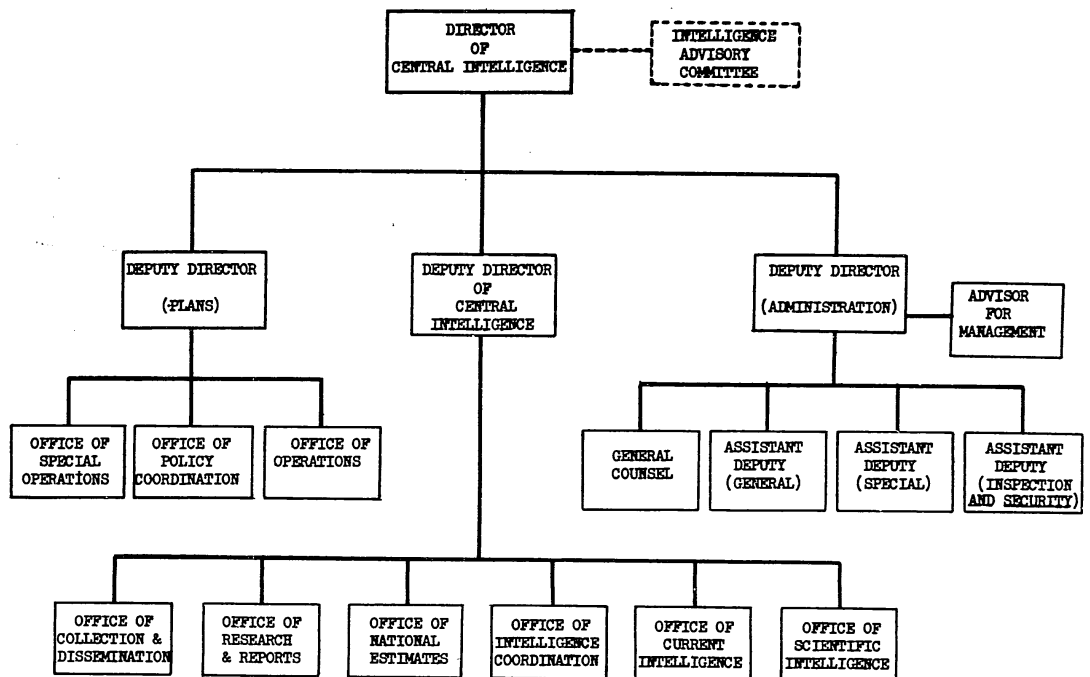 DIRECTOR
OF
CENTRAL INTELLIGENCE
INTELLIGENCE
ADVISORY
COMMITTEE
DEPUTY DIRECTOR
(PLANS)
DEPUTY DIRECTOR
OF
CENTRAL
INTELLIGENCE
DEPUTY DIRECTOR
(ADMINISTRATION)
ADVISOR
FOR
MANAGEMENT
OFFICE OF
SPECIAL
OPERATIONS
OFFICE OF
POLICY
COORDINATION
OFFICE OF
OPERATIONS
GENERAL
COUNSEL
ASSISTANT
DEPUTY
(GENERAL)
ASSISTANT
DEPUTY
(SPECIAL)
ASSISTANT
DEPUTY
(INSPECTION
AND SECURITY)
OFFICE OF
COLLECTION &
DISSEMINATION
OFFICE OF
RESEARCH
& REPORTS
OFFICE OF
NATIONAL
ESTIMATES
OFFICE OF
INTELLIGENCE
COORDINATION
OFFICE OF
CURRENT
INTELLIGENCE
OFFICE OF
SCIENTIFIC
INTELLIGENCE